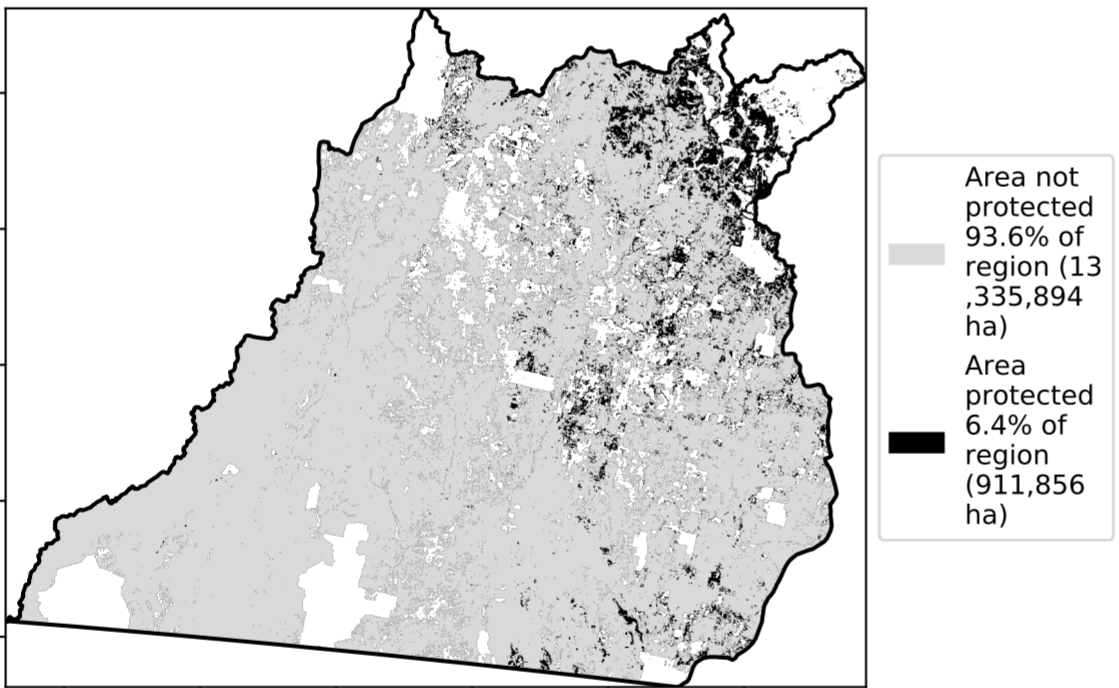 Area not
protected
93.6% of
region (13
,335,894
ha)
Area
protected
6.4% of
region
(911,856
ha)